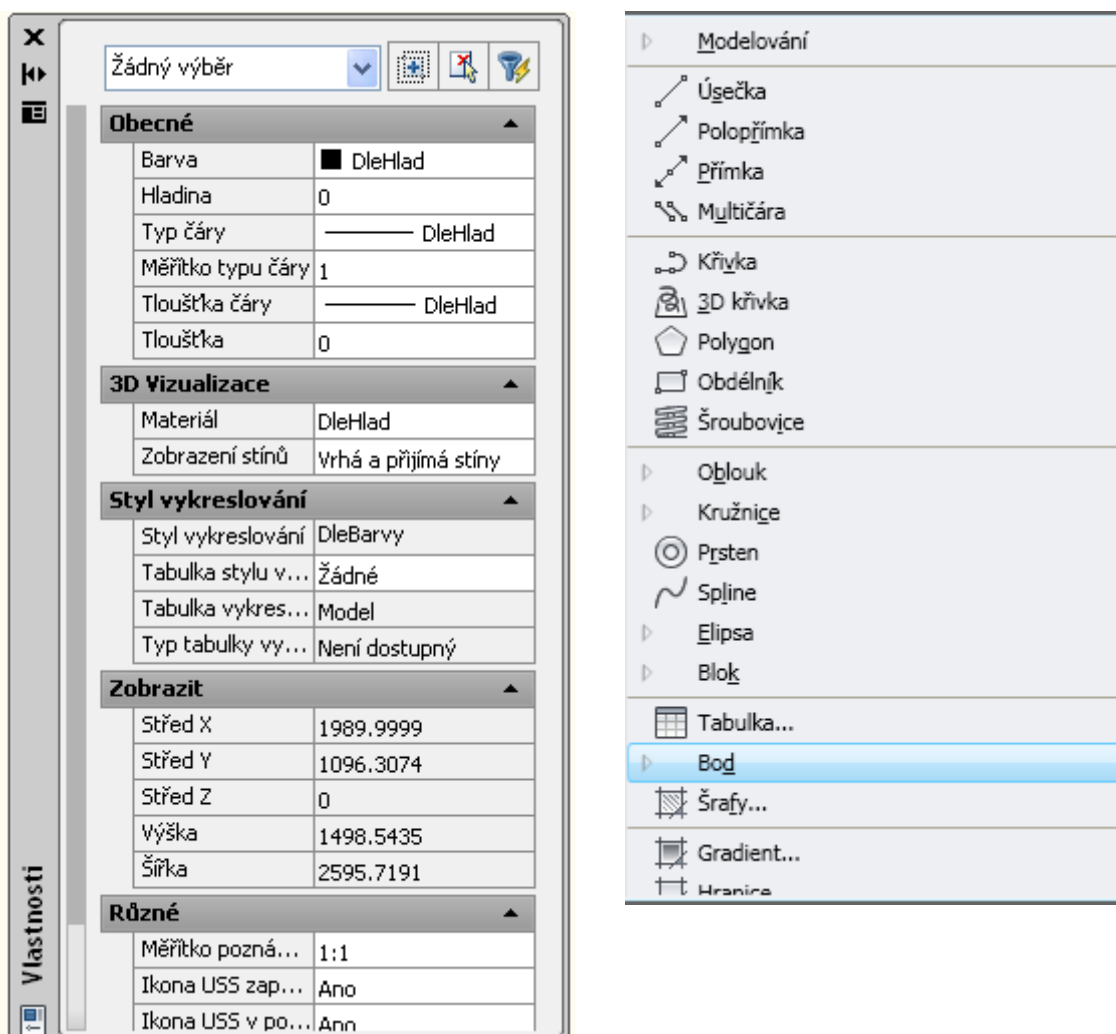 Žádný výběr
Obecné
Barva DleHlad
Hladina 0
Typ čáry DleHlad
Měřítko typu čáry 1
Tloušťka čáry DleHlad
Tloušťka 0
3D Vizualizace
Materiál DleHlad
Zobrazení stínů Vrhá a přijímá stíny
Styl vykreslování
Styl vykreslování DleBarvy
Tabulka stylu v... Žádné
Tabulka vykres... Model
Typ tabulky vy... Není dostupný
Zobrazit
Střed X 1989.9999
Střed Y 1096.3074
Střed Z 0
Výška 1498.5435
Šířka 2595.7191
Různé
Měřítko pozná... 1:1
Ikona USS zap... Ano
Ikona USS v po... Ano
Vlastnosti
Modelování
Úsečka
Polopřímka
Přímka
Multičára
Křivka
3D křivka
Polygon
Obdélník
Šroubovice
Oblouk
Kružnice
Prsten
Spline
Elipsa
Blok
Tabulka...
Bod
Šrafy...
Gradient...
Hranice